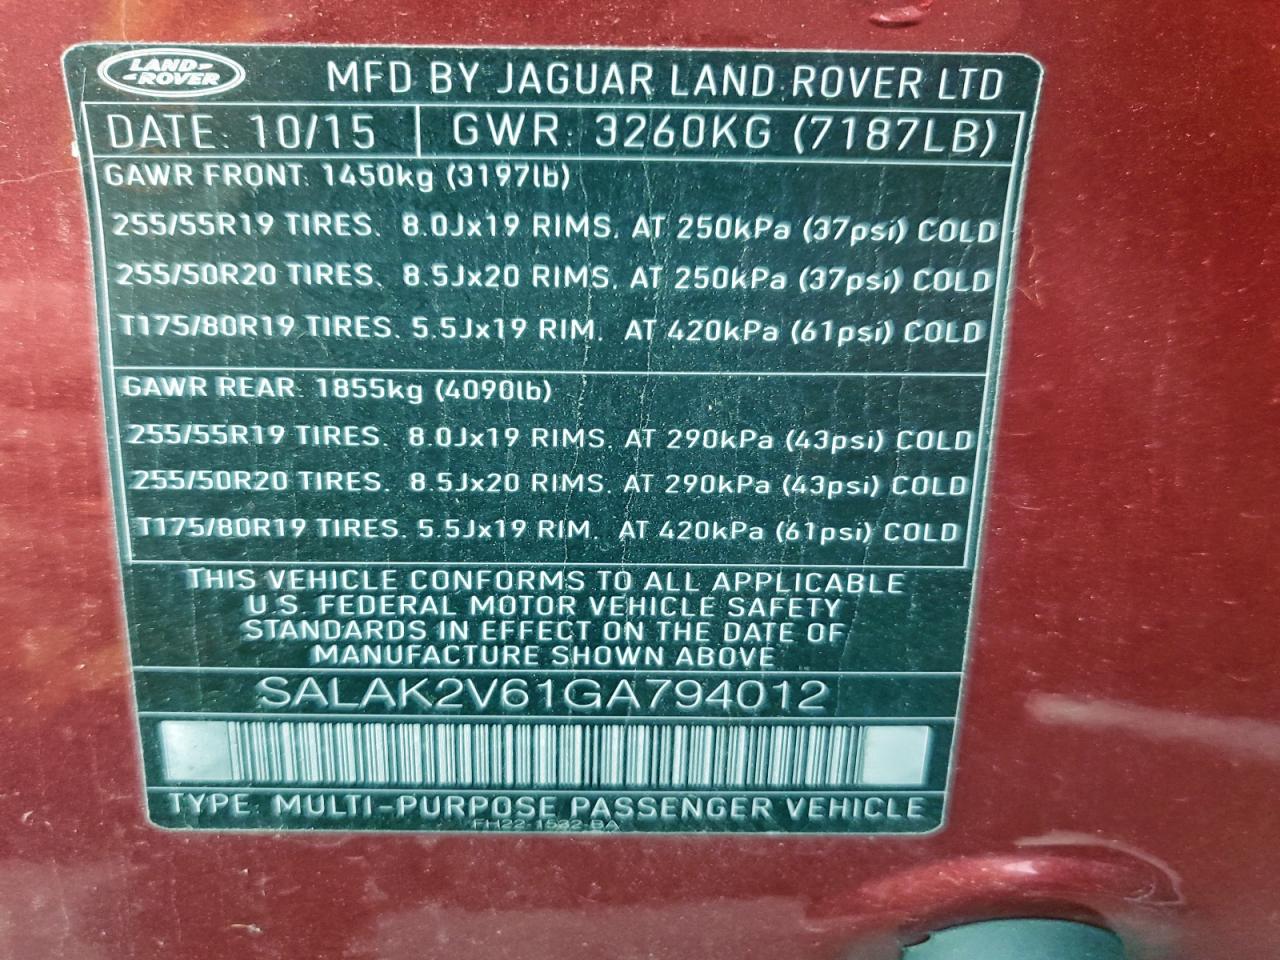 LAND-
-ROVER
MFD BY JAGUAR LAND ROVER LTD
DATE: 10/15 GWR: 3260KG (7187LB)
GAWR FRONT: 1450kg (3197lb)
255/55R19 TIRES. 8.0Jx19 RIMS. AT 250kPa (37psi) COLD
255/50R20 TIRES. 8.5Jx20 RIMS. AT 250kPa (37psi) COLD
T175/80R19 TIRES. 5.5Jx19 RIM. AT 420kPa (61psi) COLD
GAWR REAR: 1855kg (4090lb)
255/55R19 TIRES. 8.0Jx19 RIMS. AT 290kPa (43psi) COLD
255/50R20 TIRES. 8.5Jx20 RIMS. AT 290kPa (43psi) COLD
T175/80R19 TIRES. 5.5Jx19 RIM. AT 420kPa (61psi) COLD
THIS VEHICLE CONFORMS TO ALL APPLICABLE
U.S. FEDERAL MOTOR VEHICLE SAFETY
STANDARDS IN EFFECT ON THE DATE OF
MANUFACTURE SHOWN ABOVE
SALAK2V61GA794012
TYPE: MULTI-PURPOSE PASSENGER VEHICLE
FH22-1532-BA